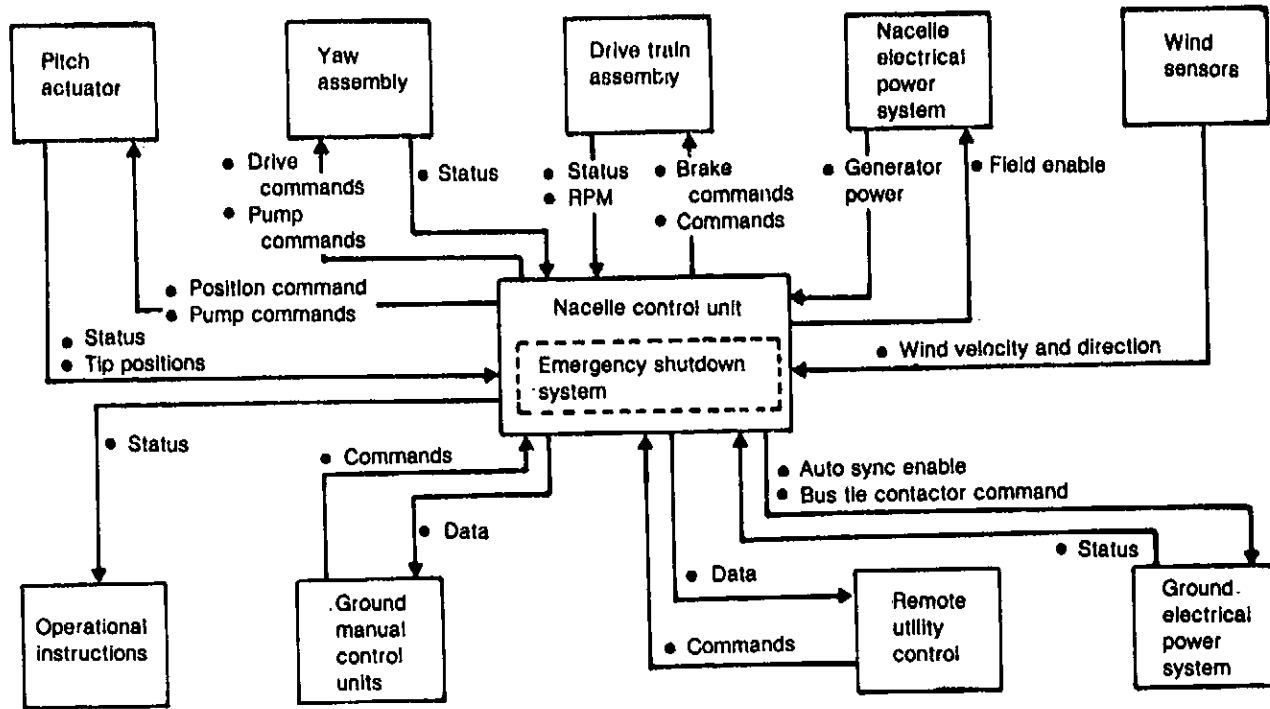 Pitch
actuator
Yaw
assembly
Drive train
assembly
Nacelle
electrical
power
system
Wind
sensors
• Drive
commands
• Pump
commands
• Status
• Status
• RPM
• Brake
commands
• Commands
• Generator
power
• Field enable
• Position command
• Pump commands
Nacelle control unit
• Status
• Tip positions
Emergency shutdown
system
• Wind velocity and direction
• Status
• Commands
• Auto sync enable
• Bus tie contactor command
• Data
• Status
• Data
• Commands
Operational
instructions
Ground
manual
control
units
Remote
utility
control
Ground
electrical
power
system